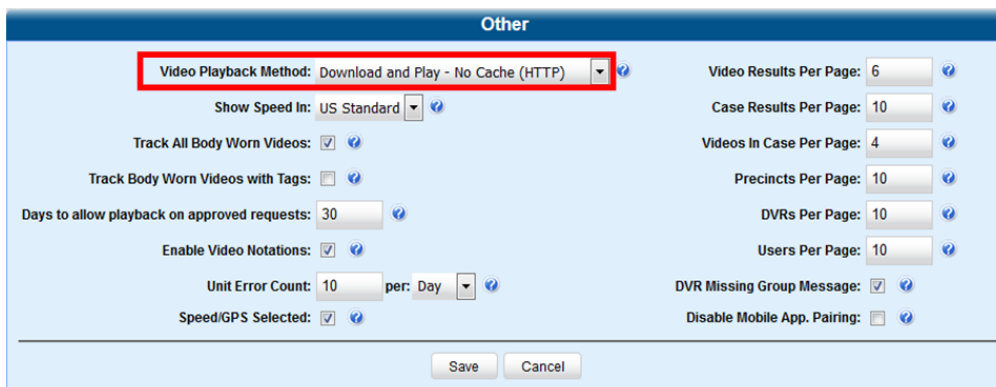 Other
Video Playback Method: Download and Play - No Cache (HTTP)
Video Results Per Page: 6
Show Speed In: US Standard
Case Results Per Page: 10
Track All Body Worn Videos:
Videos In Case Per Page: 4
Track Body Worn Videos with Tags:
Precincts Per Page: 10
Days to allow playback on approved requests: 30
DVRs Per Page: 10
Enable Video Notations:
Users Per Page: 10
Unit Error Count: 10 per: Day
DVR Missing Group Message:
Speed/GPS Selected:
Disable Mobile App. Pairing:
Save Cancel